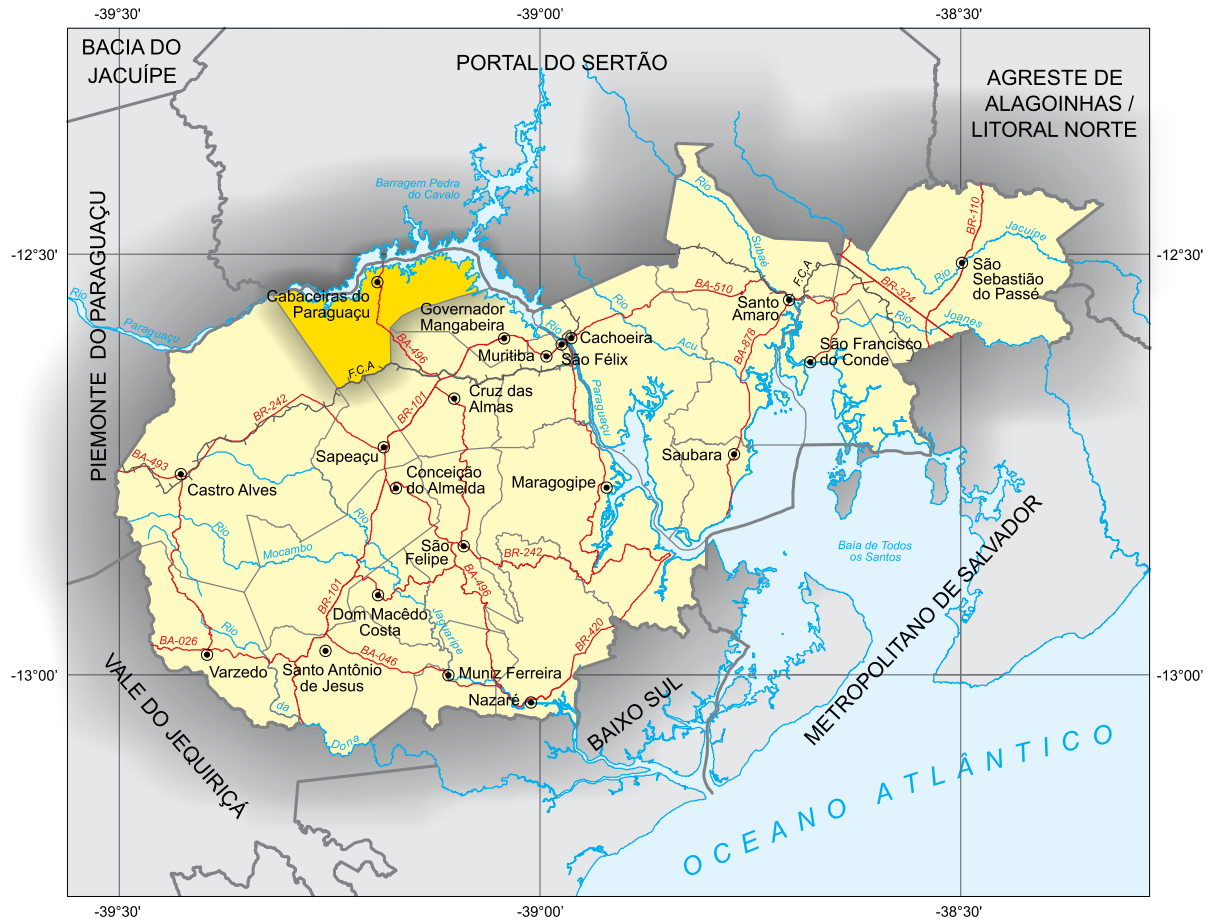 -39°30'
-39°00'
-38°30'
BACIA DO
JACUÍPE
PORTAL DO SERTÃO
AGRESTE DE
ALAGOINHAS /
LITORAL NORTE
PIEMONTE DO PARAGUAÇU
Barragem Pedra
do Cavalo
Rio
Subaé
BR-110
Jacuípe
Rio
-12°30'
-12°30'
São
Sebastião
do Passé
F.C.A
BR-324
BA-510
Santo
Amaro
Rio
Joanes
Cabaceiras do
Paraguaçu
Rio
Paraguaçu
Governador
Mangabeira
Rio
Açu
Rio
Cachoeira
Muritiba
São Félix
BA-496
F.C.A
BA-878
São Francisco
do Conde
Cruz das
Almas
BR-101
BR-242
Paraguaçu
Sapeaçu
Saubara
BA-493
Castro Alves
Conceição
do Almeida
Maragogipe
Rio
Rio
Mocambo
São
Felipe
BR-242
Baía de Todos
os Santos
BA-496
BR-101
Dom Macêdo
Costa
Jaguaripe
Rio
BA-026
BR-420
BA-046
Varzedo
Santo Antônio
de Jesus
Muniz Ferreira
Nazaré
-13°00'
-13°00'
da
Dona
VALE DO JEQUIRIÇÁ
BAIXO SUL
METROPOLITANO DE SALVADOR
OCEANO ATLÂNTICO
-39°30'
-39°00'
-38°30'